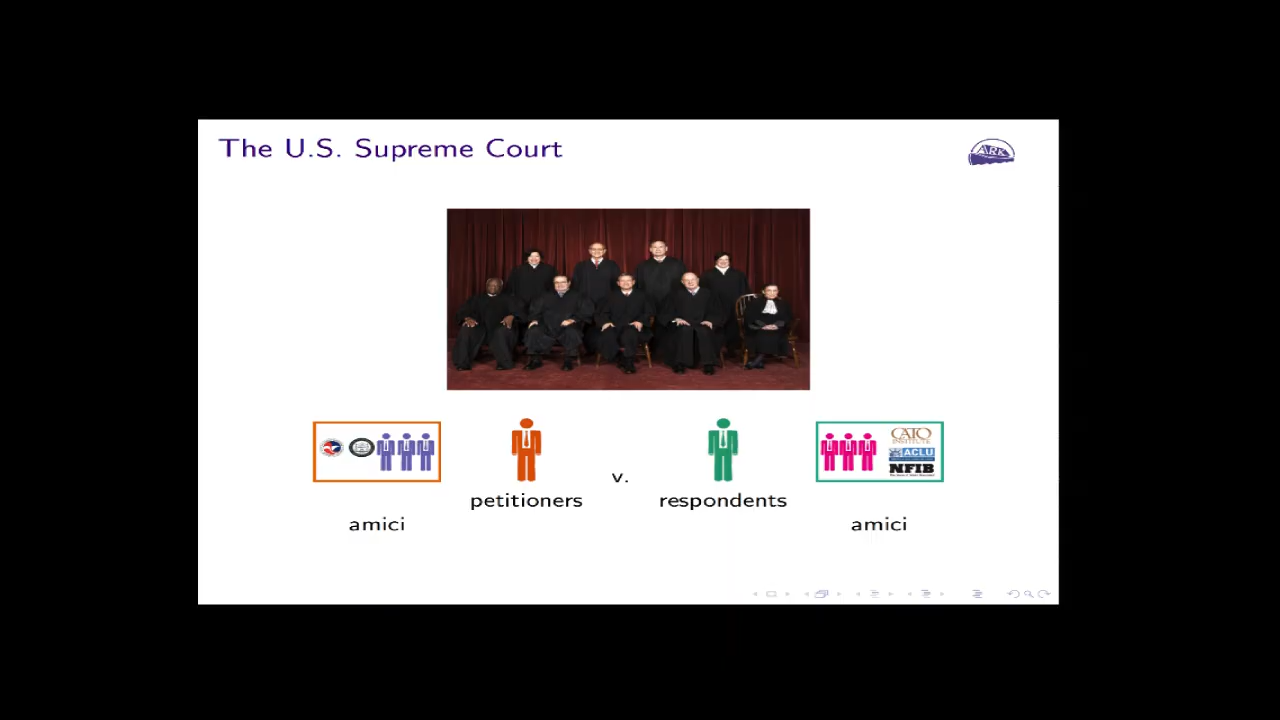 The U.S. Supreme Court
ARK
CATO
INSTITUTE
ACLU
NFIB
v.
petitioners
respondents
amici
amici